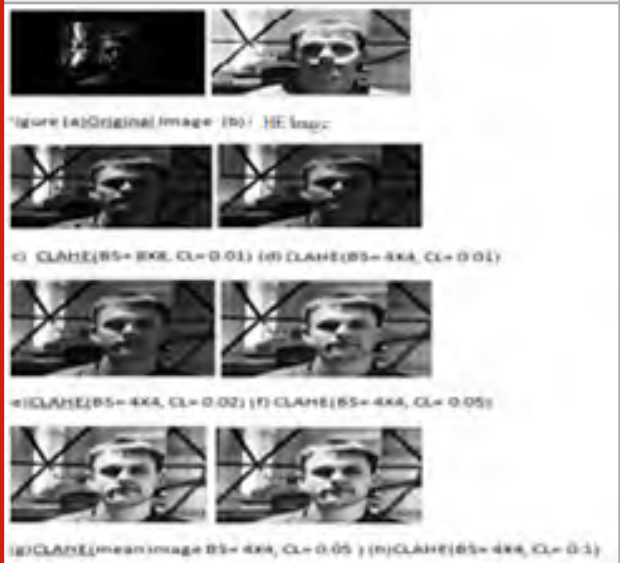 igure (a)Original Image (b): HE Image
c) CLAHE(BS= 8X8, CL= 0.01) (d) CLAHE(BS= 4X4, CL= 0.01)
e)CLAHE(BS= 4X4, CL= 0.02) (f) CLAHE(BS= 4X4, CL= 0.05)
(g)CLAHE(mean image BS= 4X4, CL= 0.05 ) (h)CLAHE(BS= 4X4, CL= 0.1)